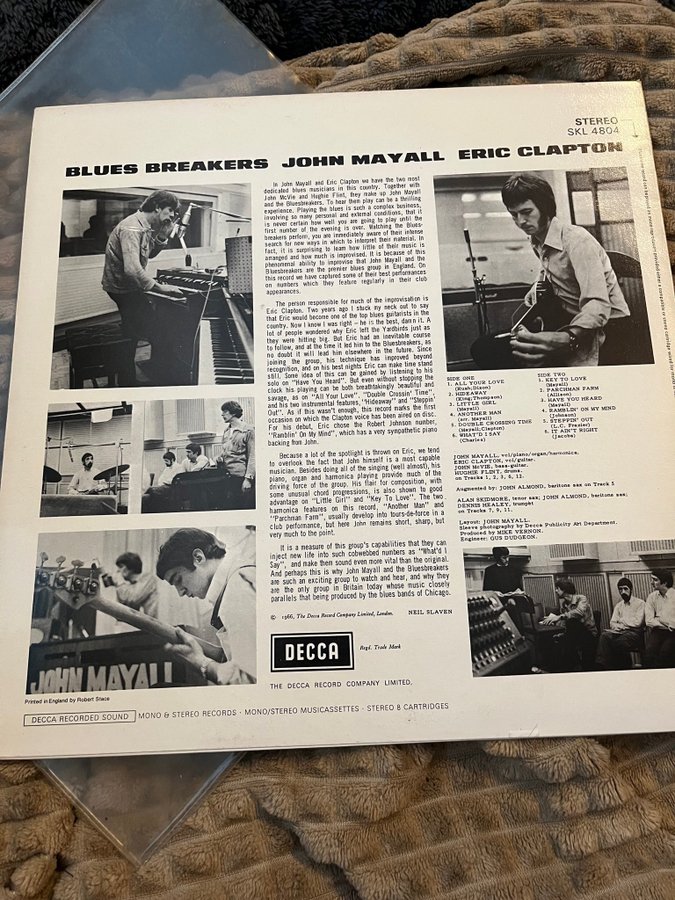 STEREO
SKL 4804
BLUES BREAKERS JOHN MAYALL ERIC CLAPTON
In John Mayall and Eric Clapton we have the two most
dedicated blues musicians in this country. Together with
John McVie and Hughie Flint, they make up John Mayall
and the Bluesbreakers. To hear them play can be a thrilling
experience. Playing the blues is such a complex business,
involving so many personal and external conditions, that it
is never certain how well you are going to play until the
first number of the evening is over. Watching the Blues-
breakers perform, you are immediately aware of their intense
search for new ways in which to interpret their material. In
fact, it is surprising to learn how little of their music is
arranged and how much is improvised. It is because of this
phenomenal ability to improvise that John Mayall and the
Bluesbreakers are the premier blues group in England. On
this record we have captured some of their best performances
on numbers which they feature regularly in their club
appearances.
The person responsible for much of the improvisation is
Eric Clapton. Two years ago I stuck my neck out to say
that Eric would become one of the top blues guitarists in the
country. Now I know I was right – he is the best, damn it. A
lot of people wondered why Eric left the Yardbirds just as
they were hitting big. But Eric had an inevitable course
to follow, and at the time it led him to the Bluesbreakers, as
no doubt it will lead him elsewhere in the future. Since
joining the group, his technique has improved beyond
recognition, and on his best nights Eric can make time stand
still. Some idea of this can be gained by listening to his
solo on "Have You Heard". But even without stopping the
clock his playing can be both breathtakingly beautiful and
savage, as on "All Your Love", "Double Crossin' Time",
and his two instrumental features, "Hideaway" and "Steppin'
Out". As if this wasn't enough, this record marks the first
occasion on which the Clapton voice has been aired on disc.
For his debut, Eric chose the Robert Johnson number,
"Ramblin' On My Mind", which has a very sympathetic piano
backing from John.
Because a lot of the spotlight is thrown on Eric, we tend
to overlook the fact that John himself is a most capable
musician. Besides doing all of the singing (well almost), his
piano, organ and harmonica playing provide much of the
driving force of the group. His flair for composition, with
some unusual chord progressions, is also shown to good
advantage on "Little Girl" and "Key To Love". The two
harmonica features on this record, "Another Man" and
"Parchman Farm", usually develop into tours-de-force in a
club performance, but here John remains short, sharp, but
very much to the point.
It is a measure of this group's capabilities that they can
inject new life into such cobwebbed numbers as "What'd I
Say", and make them sound even more vital than the original.
And perhaps this is why John Mayall and the Bluesbreakers
are such an exciting group to watch and hear, and why they
are the only group in Britain today whose music closely
parallels that being produced by the blues bands of Chicago.
© 1966, The Decca Record Company Limited, London. NEIL SLAVEN
DECCA
Regd. Trade Mark
THE DECCA RECORD COMPANY LIMITED,
SIDE ONE
1. ALL YOUR LOVE
(Rush;Dixon)
2. HIDEAWAY
(King;Thompson)
3. LITTLE GIRL
(Mayall)
4. ANOTHER MAN
(arr. Mayall)
5. DOUBLE CROSSING TIME
(Mayall;Clapton)
6. WHAT'D I SAY
(Charles)
SIDE TWO
1. KEY TO LOVE
(Mayall)
2. PARCHMAN FARM
(Allison)
3. HAVE YOU HEARD
(Mayall)
4. RAMBLIN' ON MY MIND
(Johnson)
5. STEPPIN' OUT
(L.C. Frazier)
6. IT AIN'T RIGHT
(Jacobs)
JOHN MAYALL, vol/piano/organ/harmonica.
ERIC CLAPTON, vol/guitar.
JOHN McVIE, bass-guitar.
HUGHIE FLINT, drums.
on Tracks 1, 2, 3, 6, 12.
Augmented by: JOHN ALMOND, baritone sax on Track 5
ALAN SKIDMORE, tenor sax; JOHN ALMOND, baritone sax;
DENNIS HEALEY, trumpet
on Tracks 7, 9, 11.
Layout: JOHN MAYALL.
Sleeve photography by Decca Publicity Art Department.
Produced by MIKE VERNON.
Engineer: GUS DUDGEON.
JOHN MAYALL
Printed in England by Robert Stace
DECCA RECORDED SOUND MONO & STEREO RECORDS · MONO/STEREO MUSICASSETTES · STEREO 8 CARTRIDGES